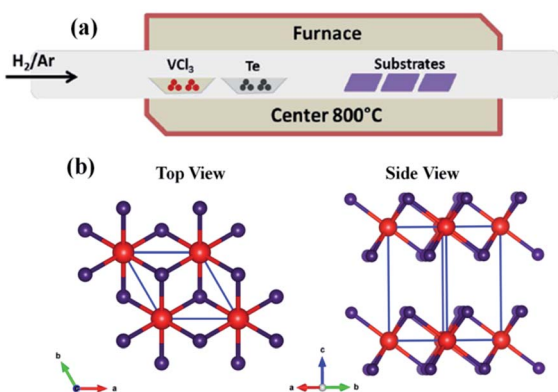 (a)
Furnace
H₂/Ar
VCl₃ Te Substrates
Center 800°C
(b)
Top View Side View
b
a
c
a b